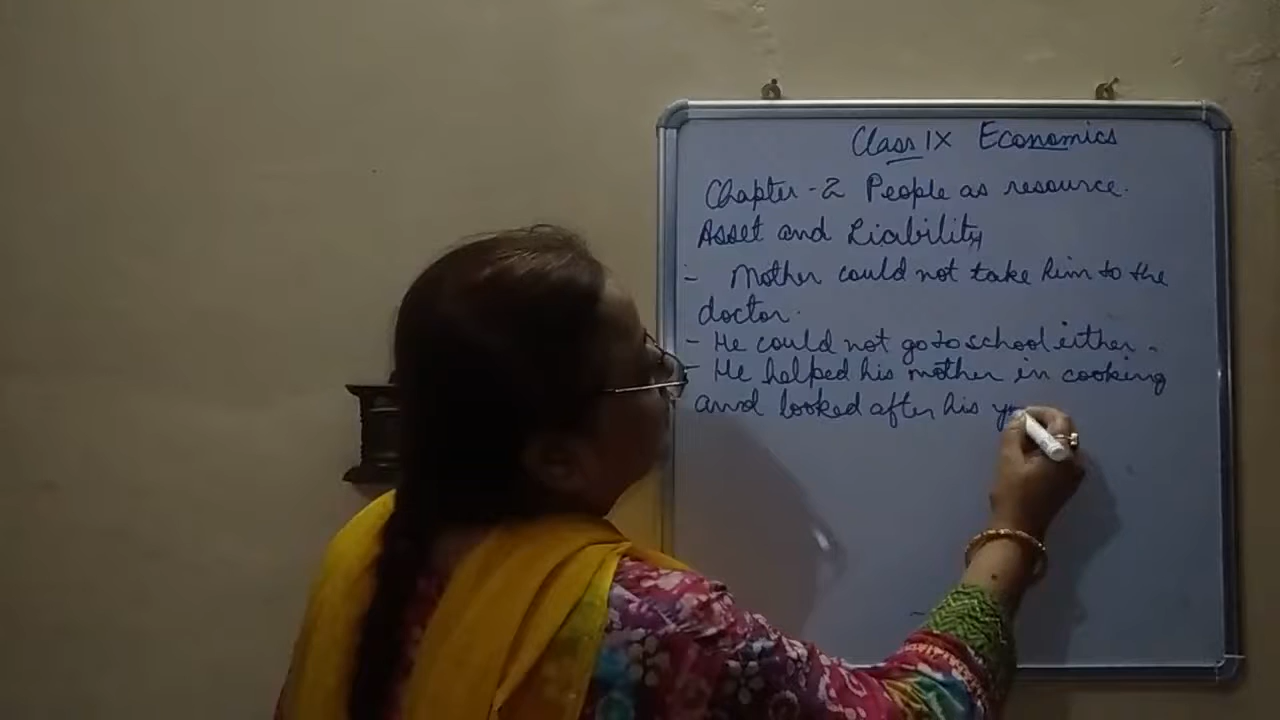 Class IX Economics
Chapter - 2 People as resource.
Asset and Liability
- Mother could not take him to the
doctor.
- He could not go to school either.
- He helped his mother in cooking
and looked after his y